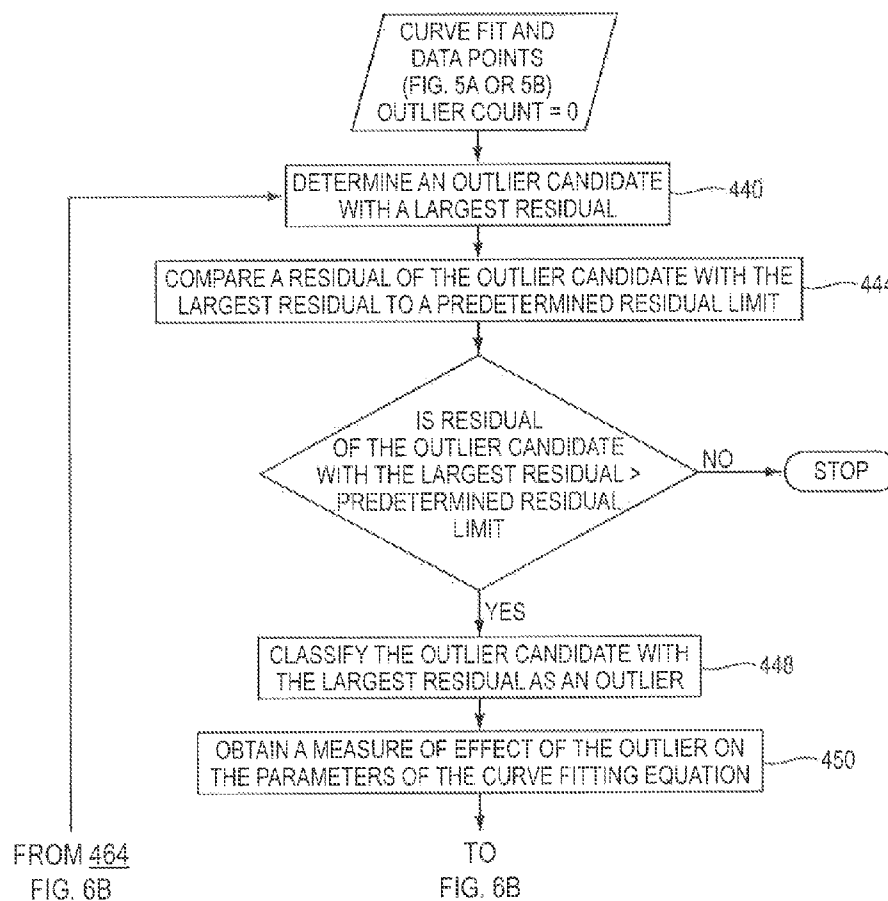 CURVE FIT AND
DATA POINTS
(FIG. 5A OR 5B)
OUTLIER COUNT = 0
DETERMINE AN OUTLIER CANDIDATE
WITH A LARGEST RESIDUAL
440
COMPARE A RESIDUAL OF THE OUTLIER CANDIDATE WITH THE
LARGEST RESIDUAL TO A PREDETERMINED RESIDUAL LIMIT
444
IS RESIDUAL
OF THE OUTLIER CANDIDATE
WITH THE LARGEST RESIDUAL >
PREDETERMINED RESIDUAL
LIMIT
NO
STOP
YES
CLASSIFY THE OUTLIER CANDIDATE WITH
THE LARGEST RESIDUAL AS AN OUTLIER
448
OBTAIN A MEASURE OF EFFECT OF THE OUTLIER ON
THE PARAMETERS OF THE CURVE FITTING EQUATION
450
FROM 464
FIG. 6B
TO
FIG. 6B